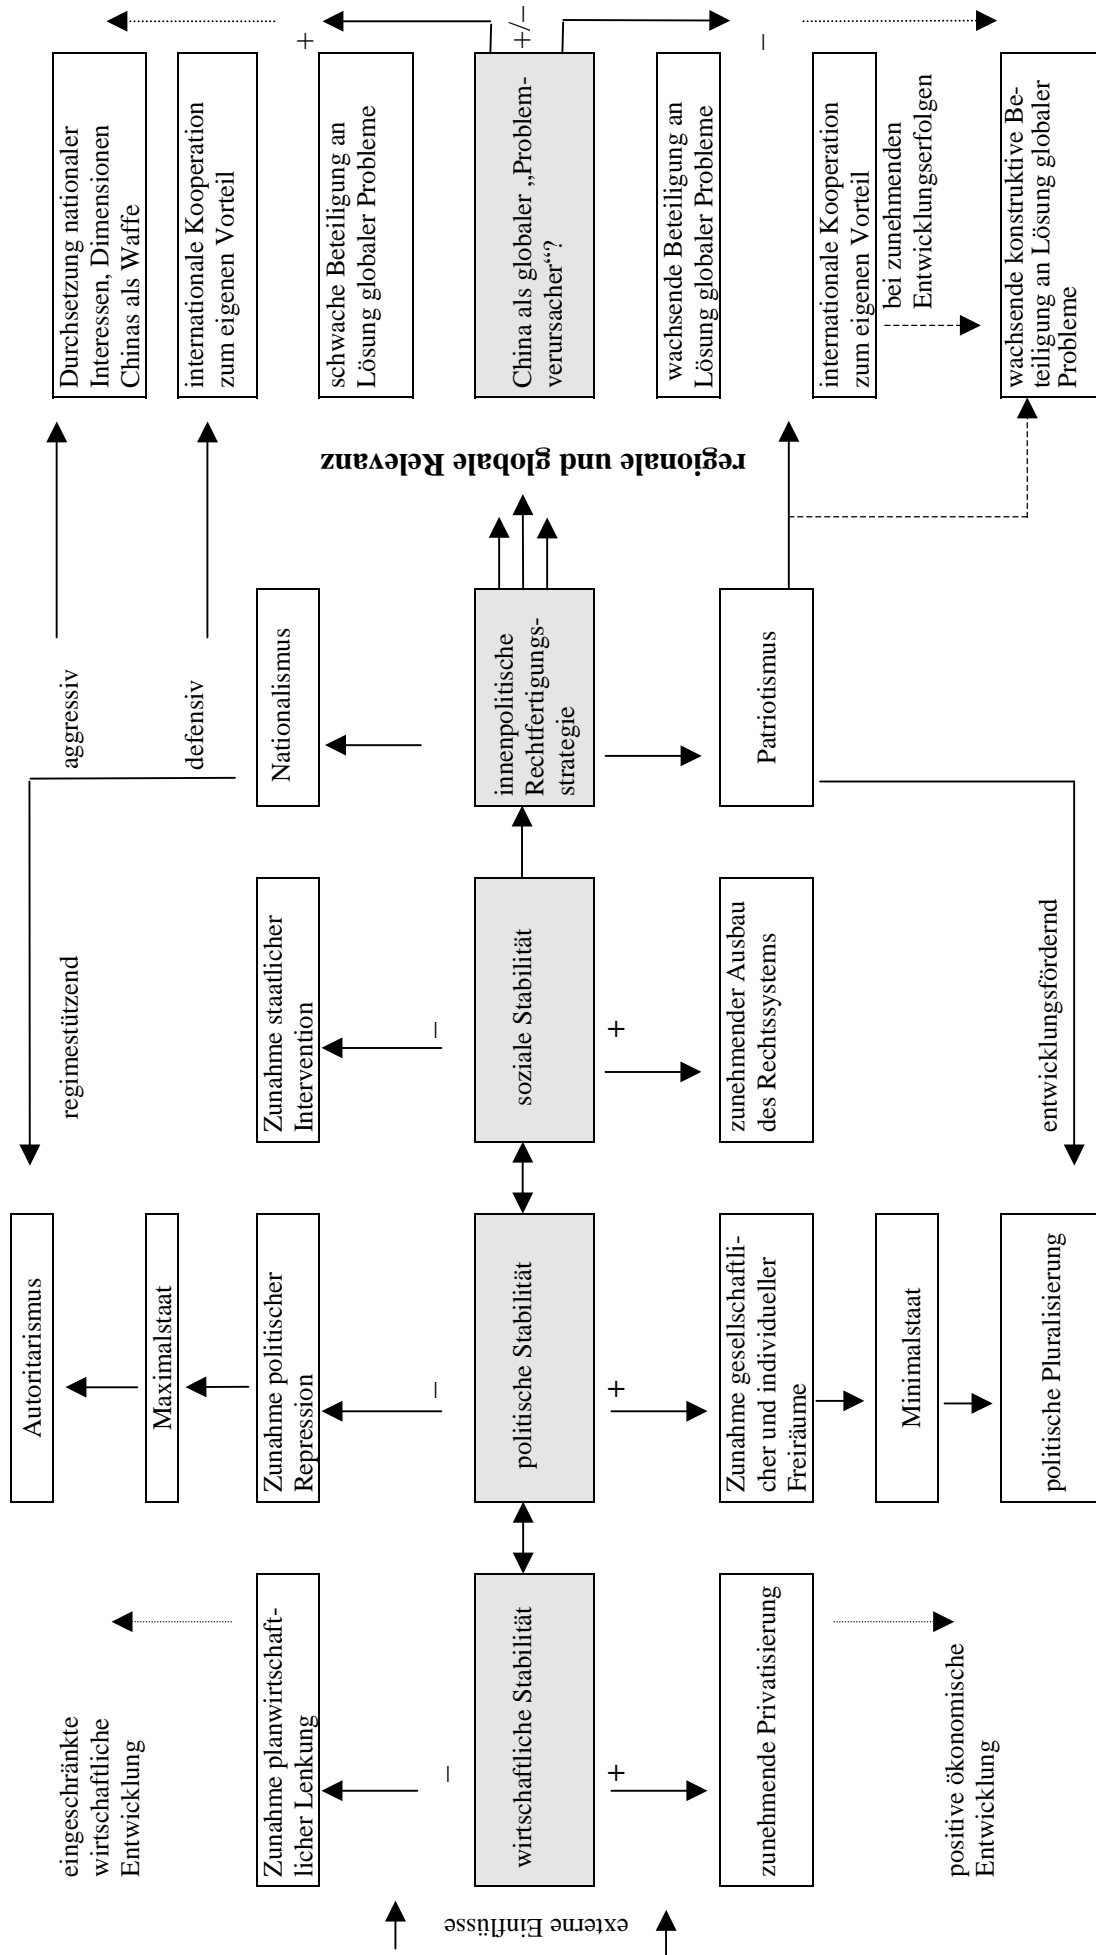 eingeschränkte
wirtschaftliche
Entwicklung
Zunahme planwirtschaft-
licher Lenkung
–
externe Einflüsse
wirtschaftliche Stabilität
+
zunehmende Privatisierung
positive ökonomische
Entwicklung
Autoritarismus
Maximalstaat
Zunahme politischer
Repression
–
politische Stabilität
+
Zunahme gesellschaftli-
cher und individueller
Freiräume
Minimalstaat
politische Pluralisierung
regimestützend
Zunahme staatlicher
Intervention
–
soziale Stabilität
+
zunehmender Ausbau
des Rechtssystems
entwicklungsfördernd
aggressiv
defensiv
Nationalismus
innenpolitische
Rechtfertigungs-
strategie
Patriotismus
regionale und globale Relevanz
Durchsetzung nationaler
Interessen, Dimensionen
Chinas als Waffe
internationale Kooperation
zum eigenen Vorteil
+
schwache Beteiligung an
Lösung globaler Probleme
China als globaler „Problem-
verursacher“?
+/–
wachsende Beteiligung an
Lösung globaler Probleme
–
internationale Kooperation
zum eigenen Vorteil
bei zunehmenden
Entwicklungserfolgen
wachsende konstruktive Be-
teiligung an Lösung globaler
Probleme